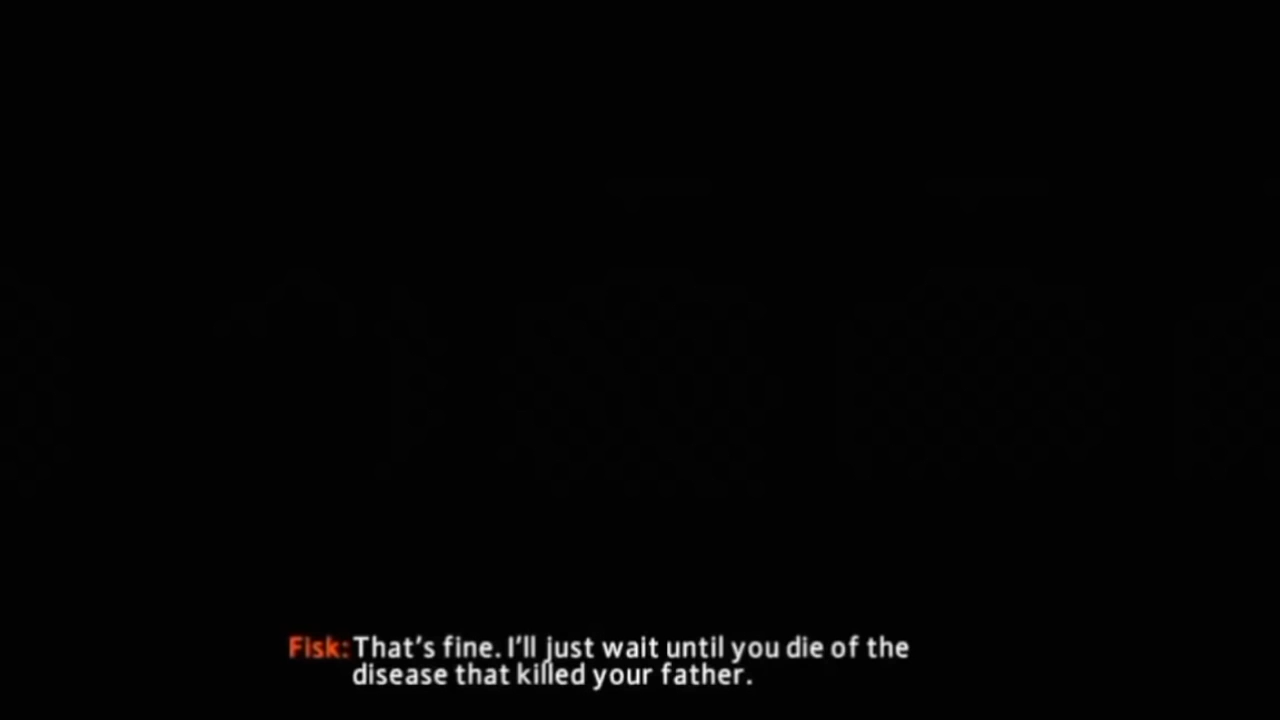 Fisk: That's fine. I'll just wait until you die of the
disease that killed your father.